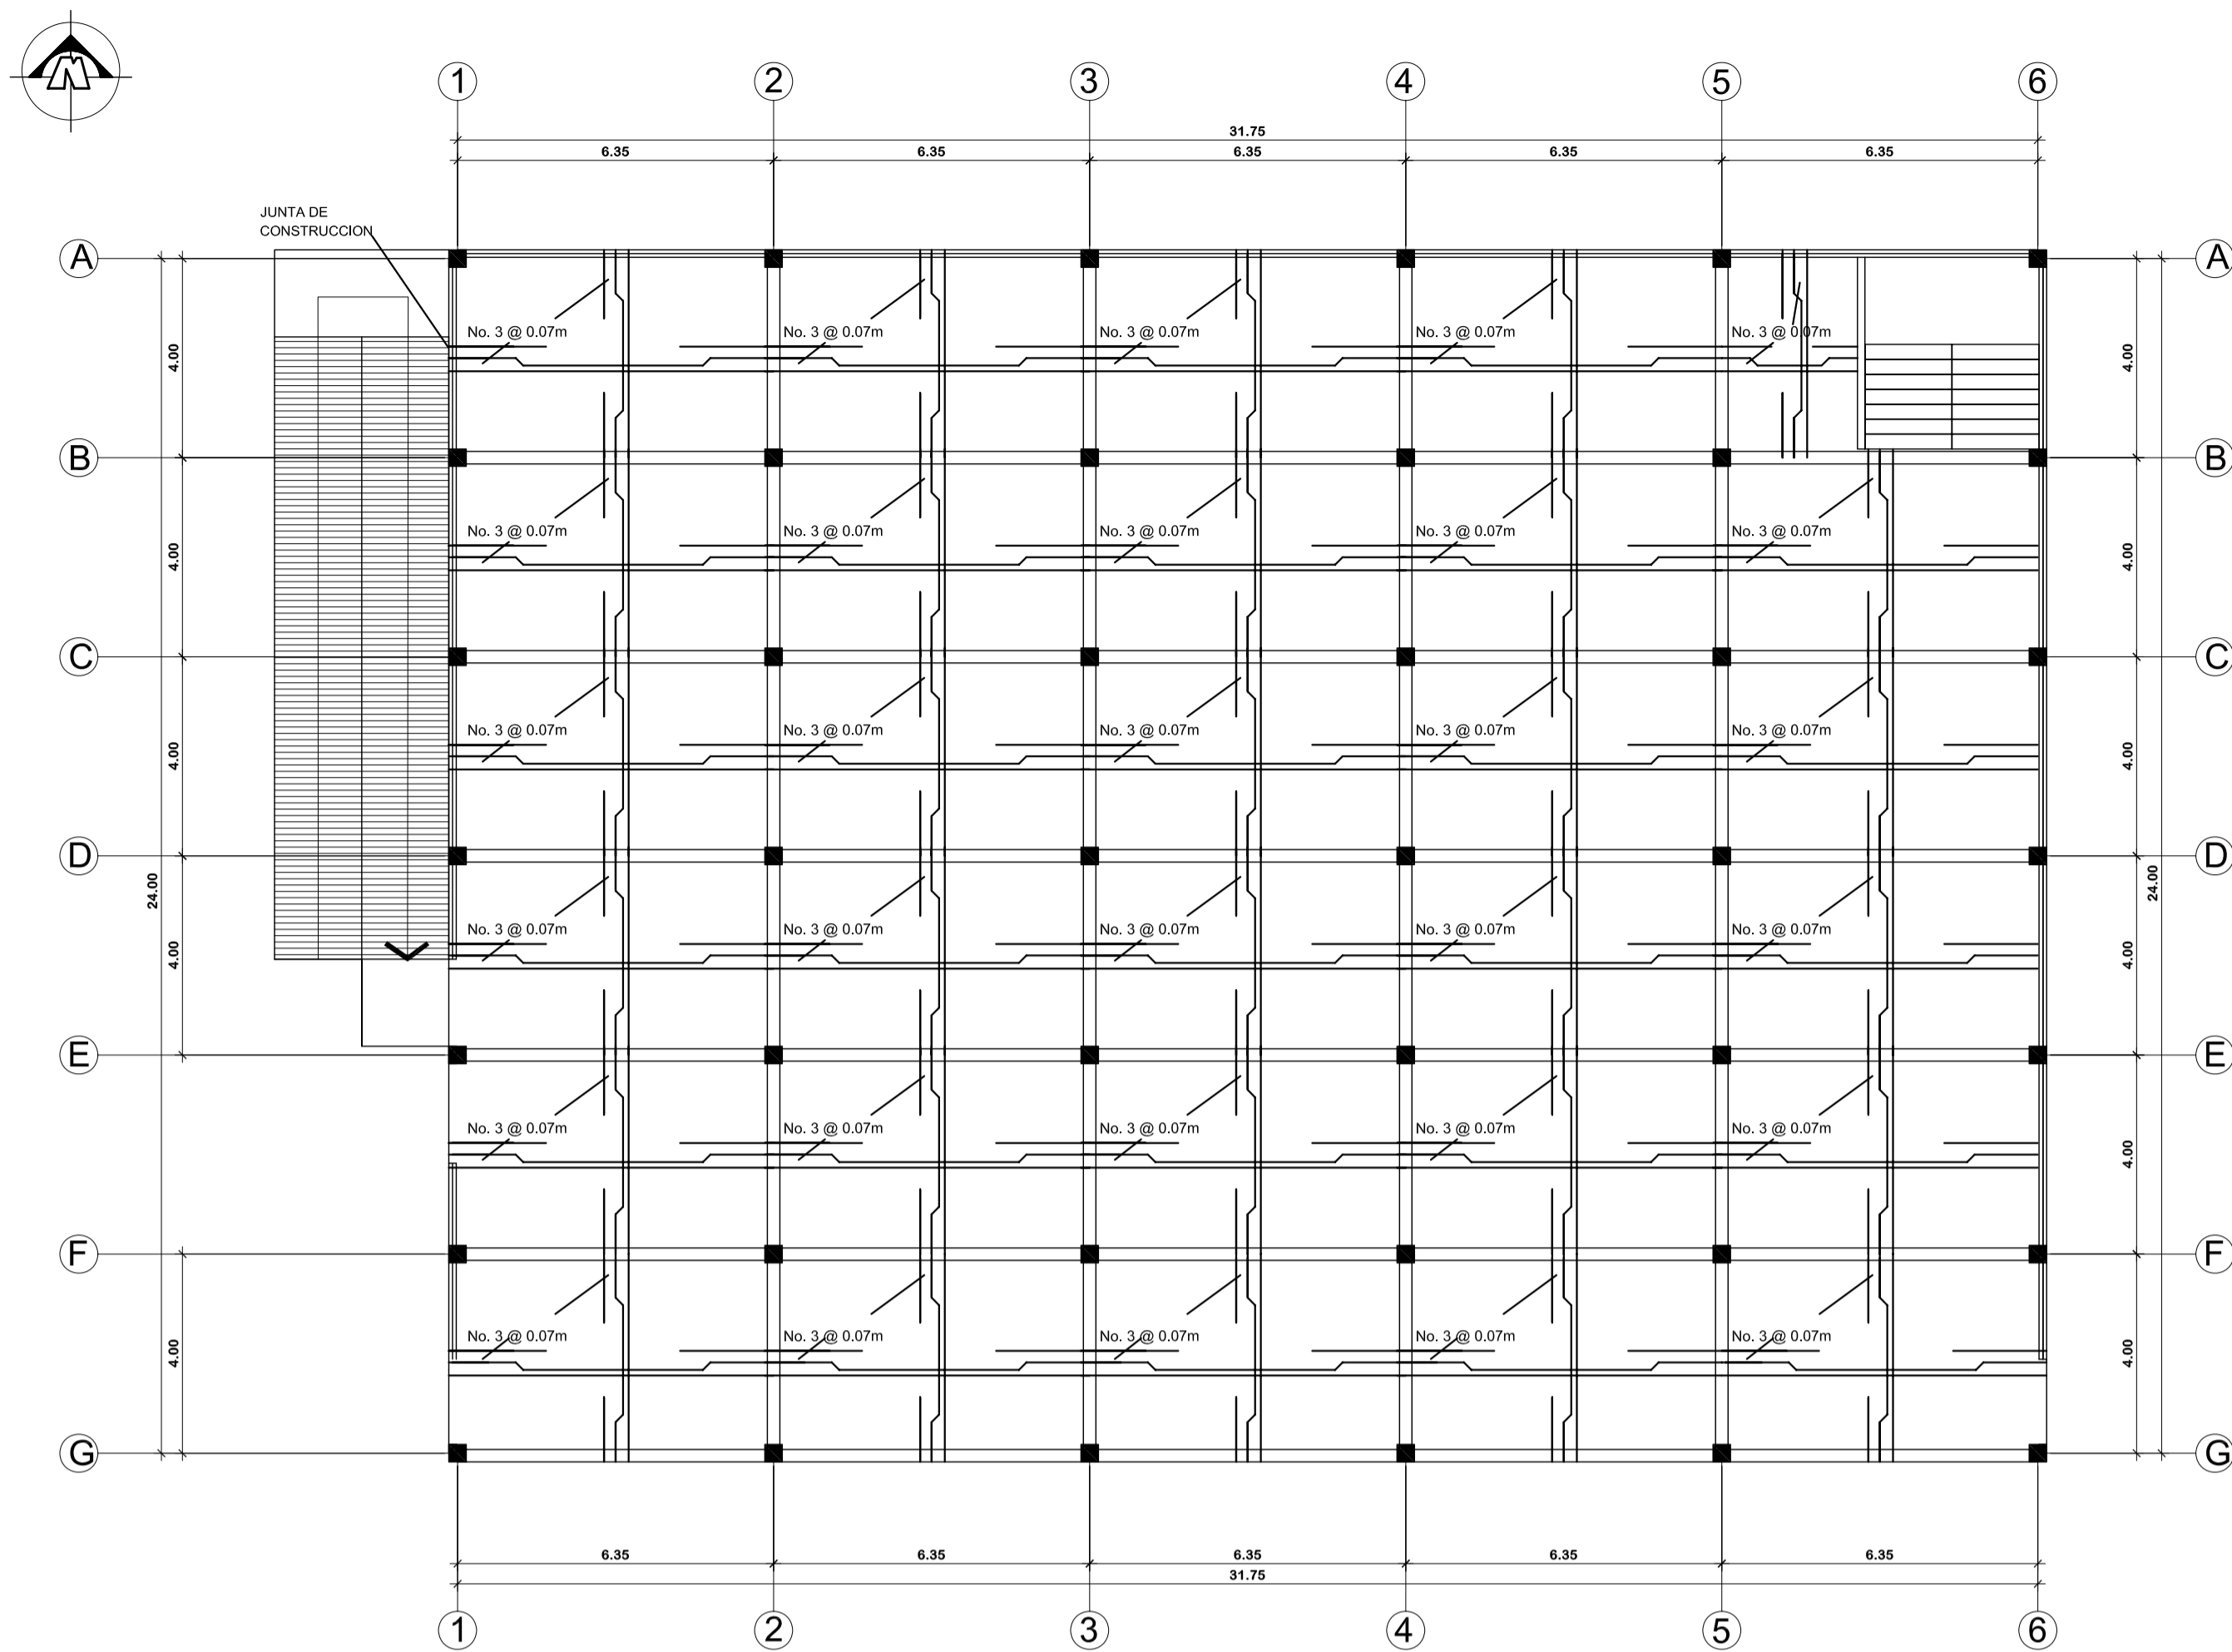 N
1 2 3 4 5 6
31.75
6.35 6.35 6.35 6.35 6.35
JUNTA DE
CONSTRUCCION
A A
No. 3 @ 0.07m No. 3 @ 0.07m No. 3 @ 0.07m No. 3 @ 0.07m No. 3 @ 0.07m
4.00 4.00
B B
No. 3 @ 0.07m No. 3 @ 0.07m No. 3 @ 0.07m No. 3 @ 0.07m No. 3 @ 0.07m
4.00 4.00
C C
No. 3 @ 0.07m No. 3 @ 0.07m No. 3 @ 0.07m No. 3 @ 0.07m No. 3 @ 0.07m
4.00 4.00
D D
24.00 24.00
No. 3 @ 0.07m No. 3 @ 0.07m No. 3 @ 0.07m No. 3 @ 0.07m No. 3 @ 0.07m
4.00 4.00
E E
No. 3 @ 0.07m No. 3 @ 0.07m No. 3 @ 0.07m No. 3 @ 0.07m No. 3 @ 0.07m
4.00
F F
No. 3 @ 0.07m No. 3 @ 0.07m No. 3 @ 0.07m No. 3 @ 0.07m No. 3 @ 0.07m
4.00 4.00
G G
6.35 6.35 6.35 6.35 6.35
31.75
1 2 3 4 5 6